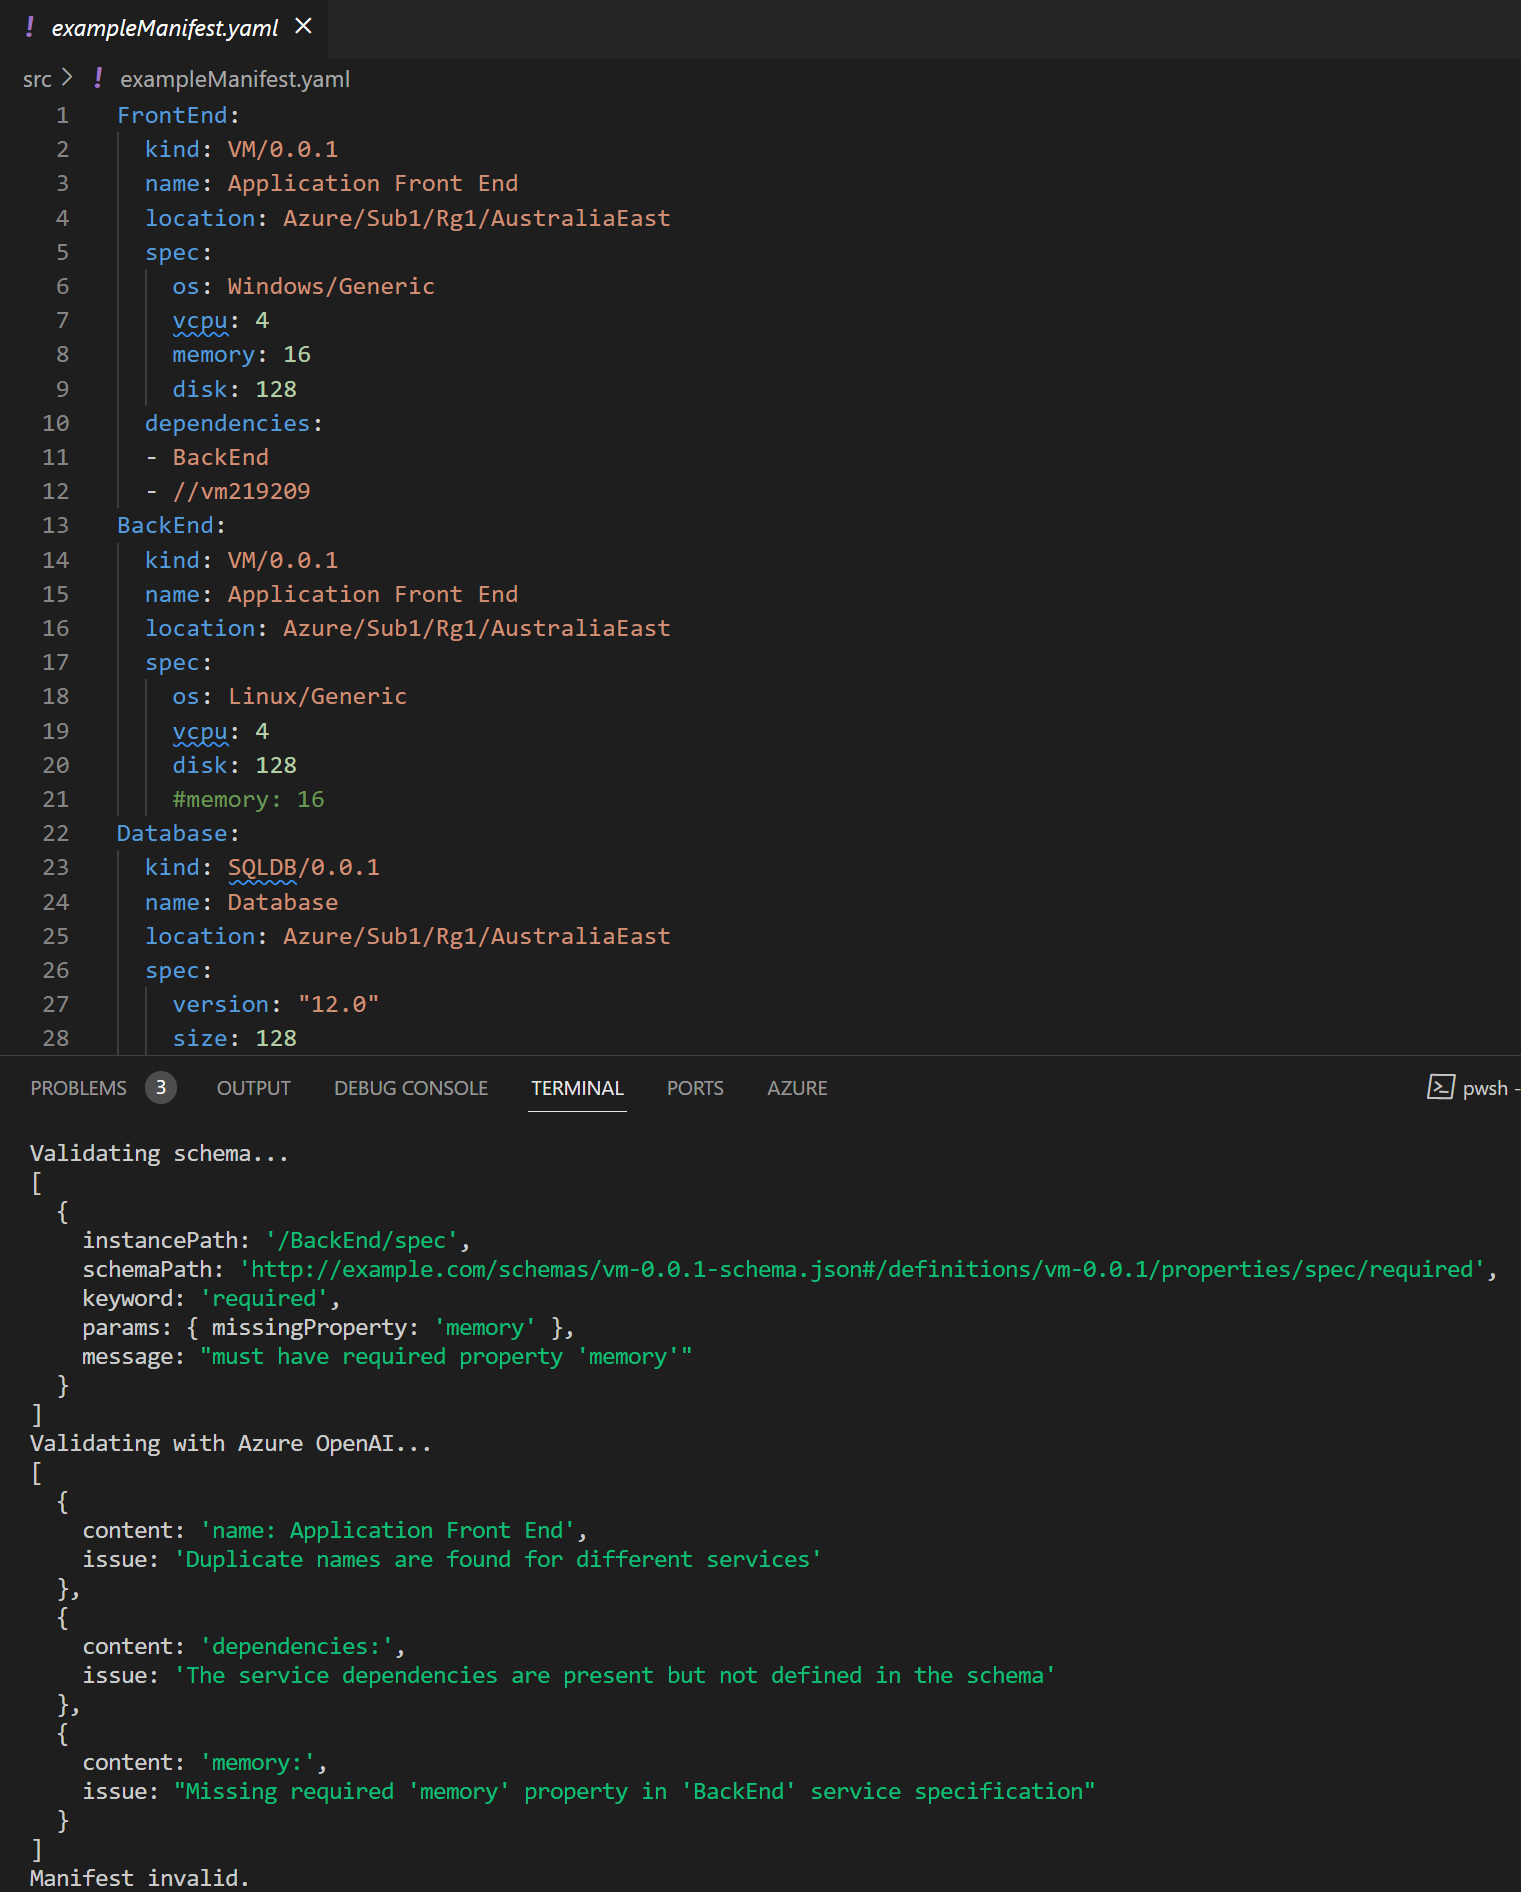 ! exampleManifest.yaml ×
src > ! exampleManifest.yaml
1 FrontEnd:
2   kind: VM/0.0.1
3   name: Application Front End
4   location: Azure/Sub1/Rg1/AustraliaEast
5   spec:
6     os: Windows/Generic
7     vcpu: 4
8     memory: 16
9     disk: 128
10   dependencies:
11   - BackEnd
12   - //vm219209
13 BackEnd:
14   kind: VM/0.0.1
15   name: Application Front End
16   location: Azure/Sub1/Rg1/AustraliaEast
17   spec:
18     os: Linux/Generic
19     vcpu: 4
20     disk: 128
21     #memory: 16
22 Database:
23   kind: SQLDB/0.0.1
24   name: Database
25   location: Azure/Sub1/Rg1/AustraliaEast
26   spec:
27     version: "12.0"
28     size: 128
PROBLEMS 3 OUTPUT DEBUG CONSOLE TERMINAL PORTS AZURE pwsh -
Validating schema...
[
  {
    instancePath: '/BackEnd/spec',
    schemaPath: 'http://example.com/schemas/vm-0.0.1-schema.json#/definitions/vm-0.0.1/properties/spec/required',
    keyword: 'required',
    params: { missingProperty: 'memory' },
    message: "must have required property 'memory'"
  }
]
Validating with Azure OpenAI...
[
  {
    content: 'name: Application Front End',
    issue: 'Duplicate names are found for different services'
  },
  {
    content: 'dependencies:',
    issue: 'The service dependencies are present but not defined in the schema'
  },
  {
    content: 'memory:',
    issue: "Missing required 'memory' property in 'BackEnd' service specification"
  }
]
Manifest invalid.